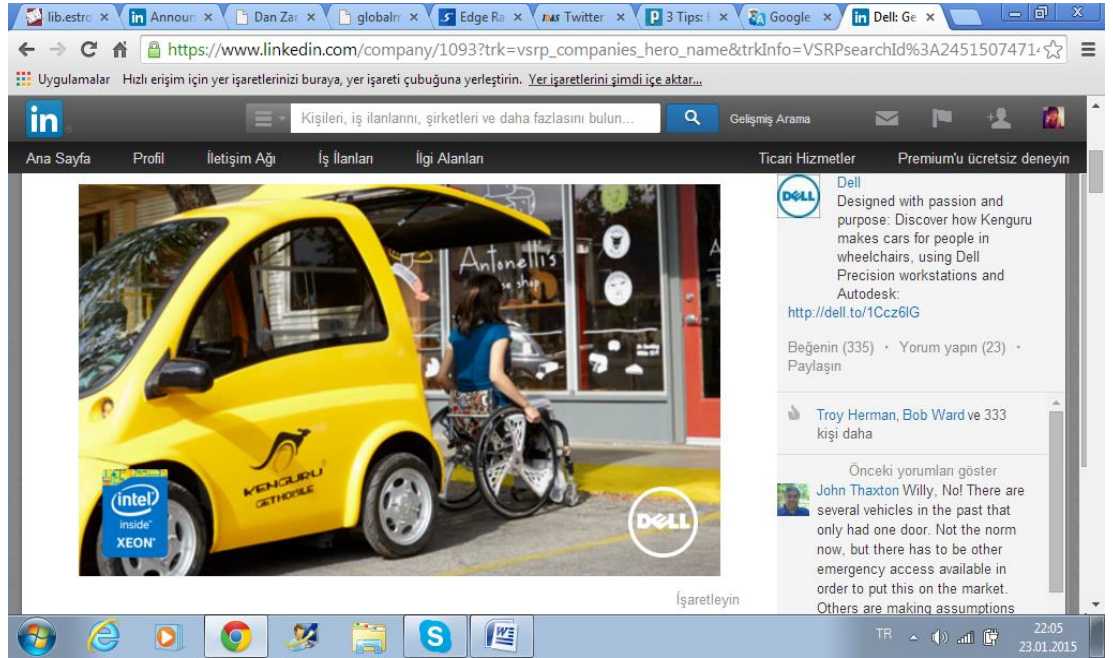 lib.estro
Announ
Dan Zar
globaln
Edge Ra
Twitter
3 Tips: H
Google
Dell: Ge
https://www.linkedin.com/company/1093?trk=vsrp_companies_hero_name&trkInfo=VSRPsearchId%3A2451507471
Uygulamalar Hızlı erişim için yer işaretlerinizi buraya, yer işareti çubuğuna yerleştirin. Yer işaretlerini şimdi içe aktar...
in
Kişileri, iş ilanlarını, şirketleri ve daha fazlasını bulun...
Gelişmiş Arama
Ana Sayfa Profil İletişim Ağı İş İlanları İlgi Alanları Ticari Hizmetler Premium'u ücretsiz deneyin
Antonelli's
shop
KENGURU
GET MOBILE
intel
inside
XEON
DELL
İşaretleyin
DELL
Dell
Designed with passion and
purpose: Discover how Kenguru
makes cars for people in
wheelchairs, using Dell
Precision workstations and
Autodesk:
http://dell.to/1Ccz6IG
Beğenin (335) · Yorum yapın (23) ·
Paylaşın
Troy Herman, Bob Ward ve 333
kişi daha
Önceki yorumları göster
John Thaxton Willy, No! There are
several vehicles in the past that
only had one door. Not the norm
now, but there has to be other
emergency access available in
order to put this on the market.
Others are making assumptions
TR
22:05
23.01.2015